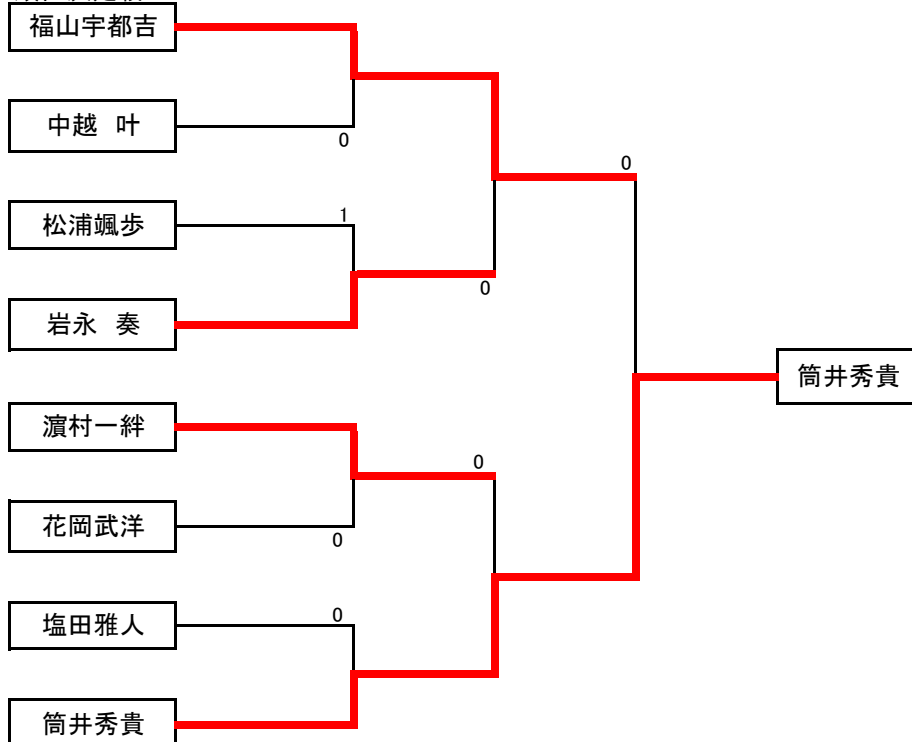 福山宇都吉
中越　叶
0
0
松浦颯歩
1
0
岩永　奏
筒井秀貴
濵村一絆
0
花岡武洋
0
塩田雅人
0
筒井秀貴